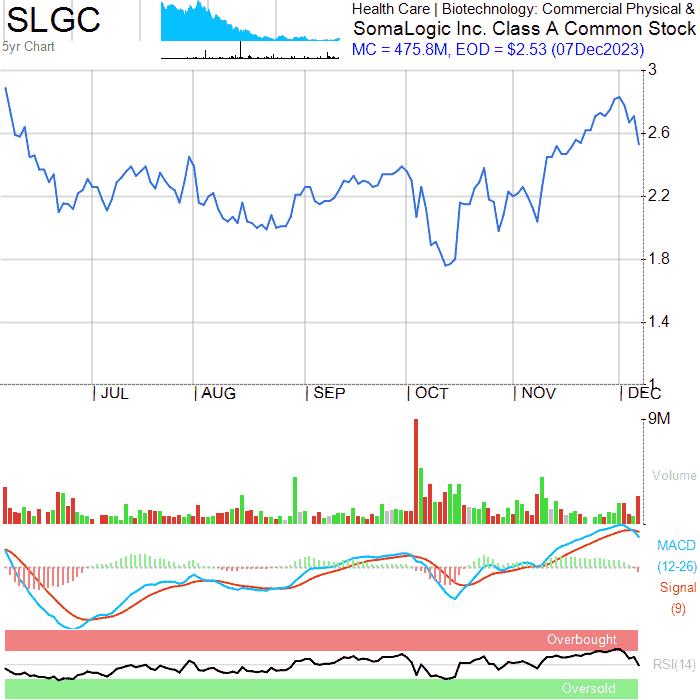 SLGC
5yr Chart
Health Care | Biotechnology: Commercial Physical &
SomaLogic Inc. Class A Common Stock
MC = 475.8M, EOD = $2.53 (07Dec2023)
3
2.6
2.2
1.8
1.4
1
JUL AUG SEP OCT NOV DEC
9M
Volume
MACD
(12-26)
Signal
(9)
Overbought
RSI(14)
Oversold